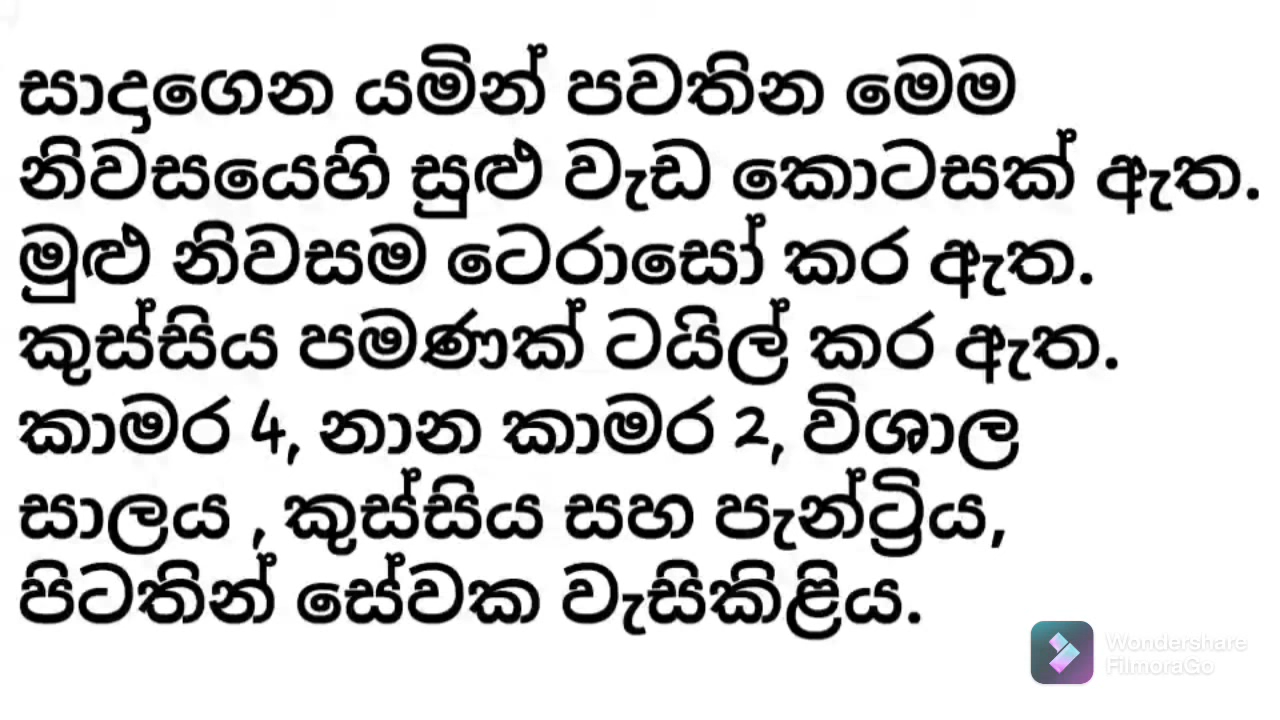 සාදාගෙන යමින් පවතින මෙම
නිවසයෙහි සුළු වැඩ කොටසක් ඇත.
මුළු නිවසම ටෙරාසෝ කර ඇත.
කුස්සිය පමණක් ටයිල් කර ඇත.
කාමර 4, නාන කාමර 2, විශාල
සාලය , කුස්සිය සහ පැන්ට්‍රිය,
පිටතින් සේවක වැසිකිළිය.
Wondershare
FilmoraGo